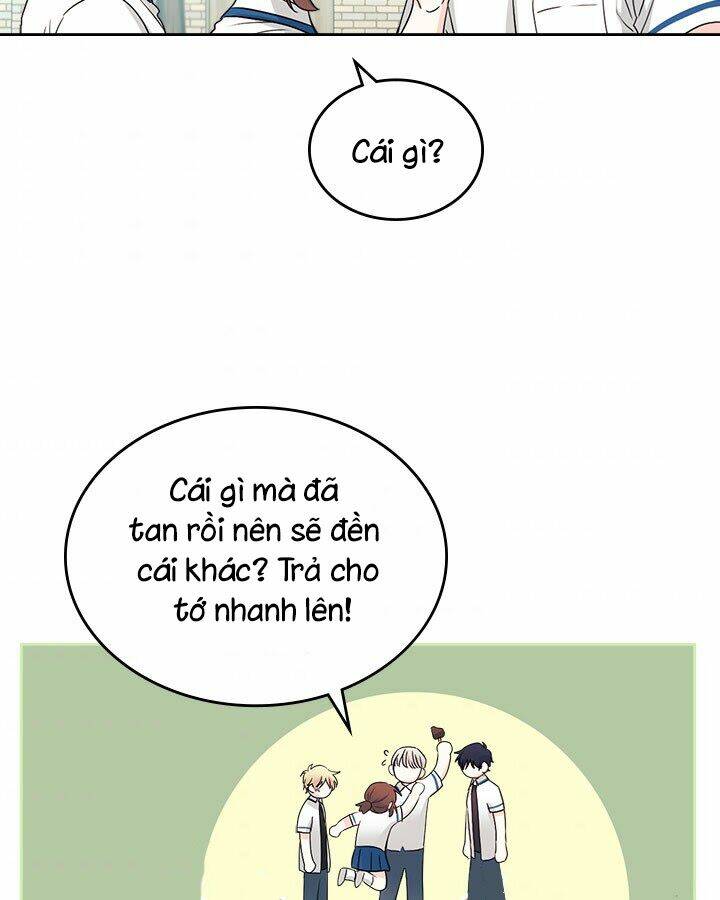 Cái gì?
Cái gì mà đã
tan rồi nên sẽ đền
cái khác? Trả cho
tớ nhanh lên!